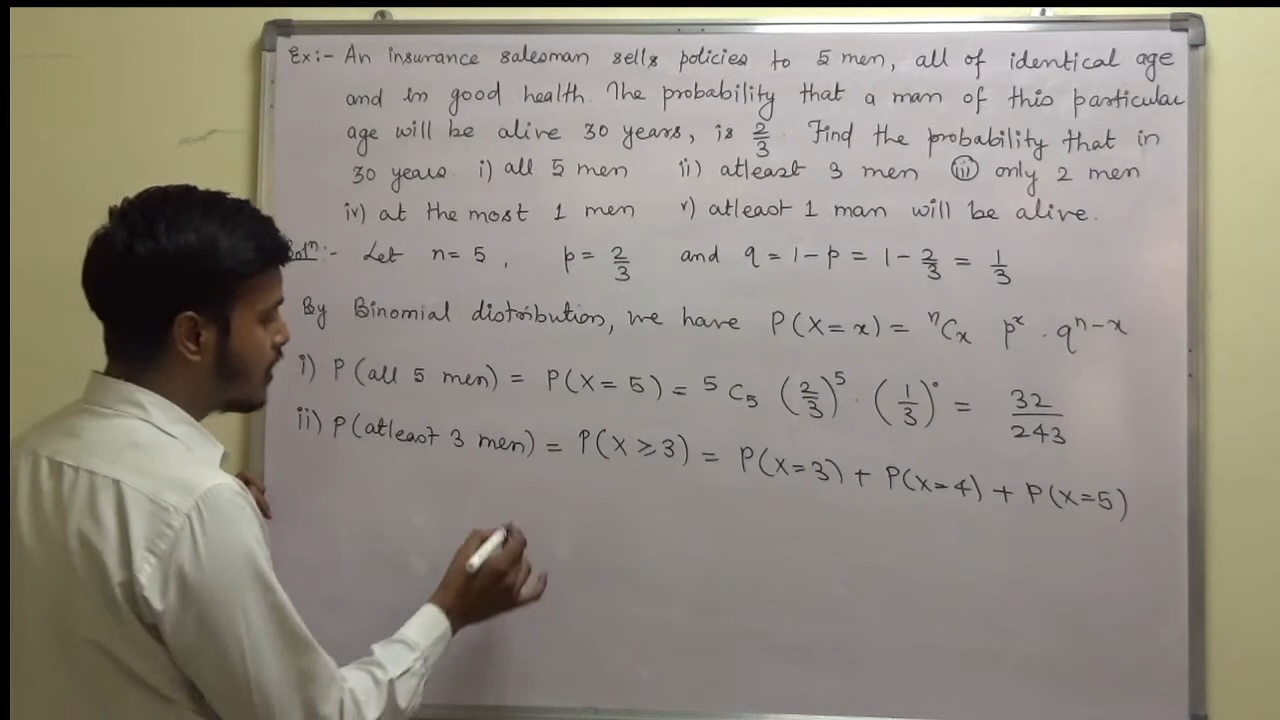 Ex:- An insurance salesman sells policies to 5 men, all of identical age
and in good health. The probability that a man of this particular
age will be alive 30 years, is 2/3. Find the probability that in
30 years. i) all 5 men ii) atleast 3 men (iii) only 2 men
iv) at the most 1 men v) atleast 1 man will be alive.
Solⁿ:- Let n = 5, p = 2/3 and q = 1 - p = 1 - 2/3 = 1/3
By Binomial distribution, we have P(X = x) = ⁿCₓ pˣ · qⁿ⁻ˣ
i) P(all 5 men) = P(X = 5) = ⁵C₅ (2/3)⁵ · (1/3)⁰ = 32/243
ii) P(atleast 3 men) = P(X ≥ 3) = P(X=3) + P(X=4) + P(X=5)